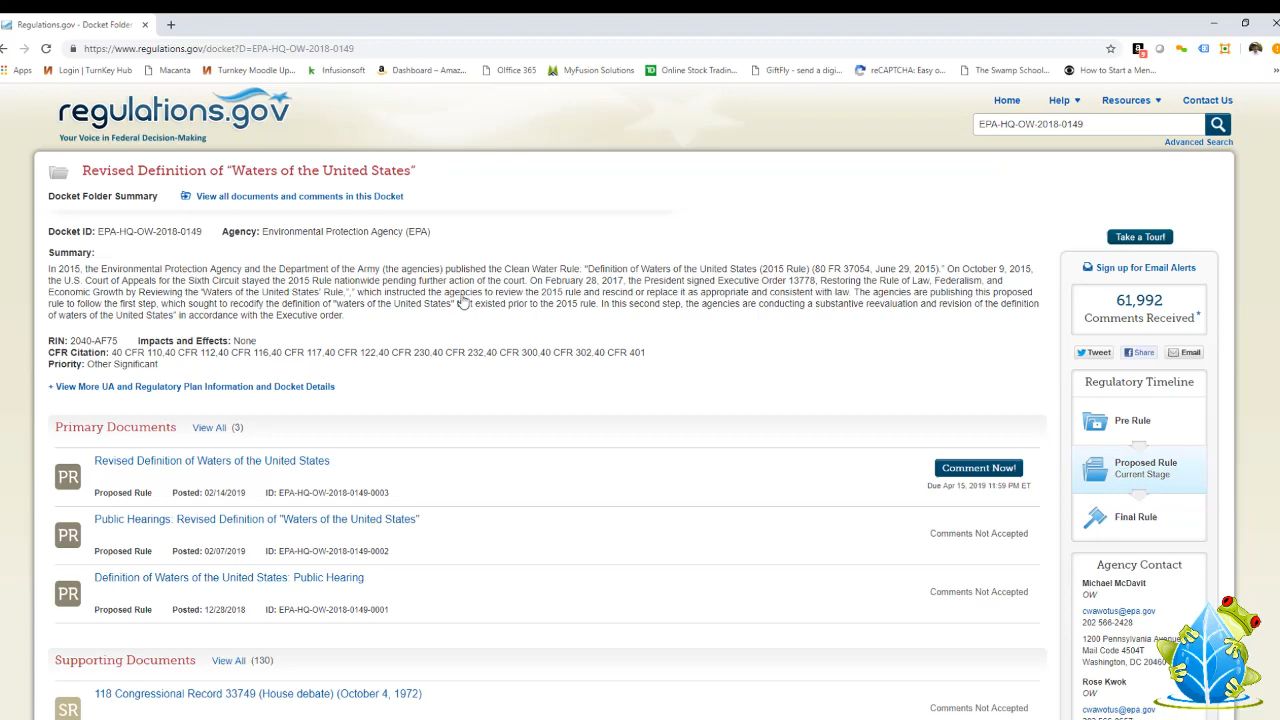 Regulations.gov - Docket Folder
https://www.regulations.gov/docket?D=EPA-HQ-OW-2018-0149
Apps Login | TurnKey Hub Macanta Turnkey Moodle Up... Infusionsoft Dashboard – Amaz... Office 365 MyFusion Solutions Online Stock Tradin... GiftFly - send a digi... reCAPTCHA: Easy o... The Swamp School... How to Start a Men...
regulations.gov
Your Voice in Federal Decision-Making
Home Help Resources Contact Us
EPA-HQ-OW-2018-0149
Advanced Search
Revised Definition of "Waters of the United States"
Docket Folder Summary View all documents and comments in this Docket
Docket ID: EPA-HQ-OW-2018-0149 Agency: Environmental Protection Agency (EPA)
Summary:
In 2015, the Environmental Protection Agency and the Department of the Army (the agencies) published the Clean Water Rule: "Definition of Waters of the United States (2015 Rule) (80 FR 37054, June 29, 2015)." On October 9, 2015,
the U.S. Court of Appeals for the Sixth Circuit stayed the 2015 Rule nationwide pending further action of the court. On February 28, 2017, the President signed Executive Order 13778, Restoring the Rule of Law, Federalism, and
Economic Growth by Reviewing the "Waters of the United States' Rule,"," which instructed the agencies to review the 2015 rule and rescind or replace it as appropriate and consistent with law. The agencies are publishing this proposed
rule to follow the first step, which sought to recodify the definition of "waters of the United States" existed prior to the 2015 rule. In this second step, the agencies are conducting a substantive reevaluation and revision of the definition
of waters of the United States" in accordance with the Executive order.
RIN: 2040-AF75 Impacts and Effects: None
CFR Citation: 40 CFR 110,40 CFR 112,40 CFR 116,40 CFR 117,40 CFR 122,40 CFR 230,40 CFR 232,40 CFR 300,40 CFR 302,40 CFR 401
Priority: Other Significant
+ View More UA and Regulatory Plan Information and Docket Details
Primary Documents View All (3)
PR
Revised Definition of Waters of the United States
Proposed Rule Posted: 02/14/2019 ID: EPA-HQ-OW-2018-0149-0003
Comment Now!
Due Apr 15, 2019 11:59 PM ET
PR
Public Hearings: Revised Definition of "Waters of the United States"
Proposed Rule Posted: 02/07/2019 ID: EPA-HQ-OW-2018-0149-0002
Comments Not Accepted
PR
Definition of Waters of the United States: Public Hearing
Proposed Rule Posted: 12/28/2018 ID: EPA-HQ-OW-2018-0149-0001
Comments Not Accepted
Supporting Documents View All (130)
SR
118 Congressional Record 33749 (House debate) (October 4, 1972)
Comments Not Accepted
Take a Tour!
Sign up for Email Alerts
61,992
Comments Received*
Tweet Share Email
Regulatory Timeline
Pre Rule
Proposed Rule
Current Stage
Final Rule
Agency Contact
Michael McDavit
OW
cwawotus@epa.gov
202 566-2428
1200 Pennsylvania Avenue
Mail Code 4504T
Washington, DC 20460
Rose Kwok
OW
cwawotus@epa.gov